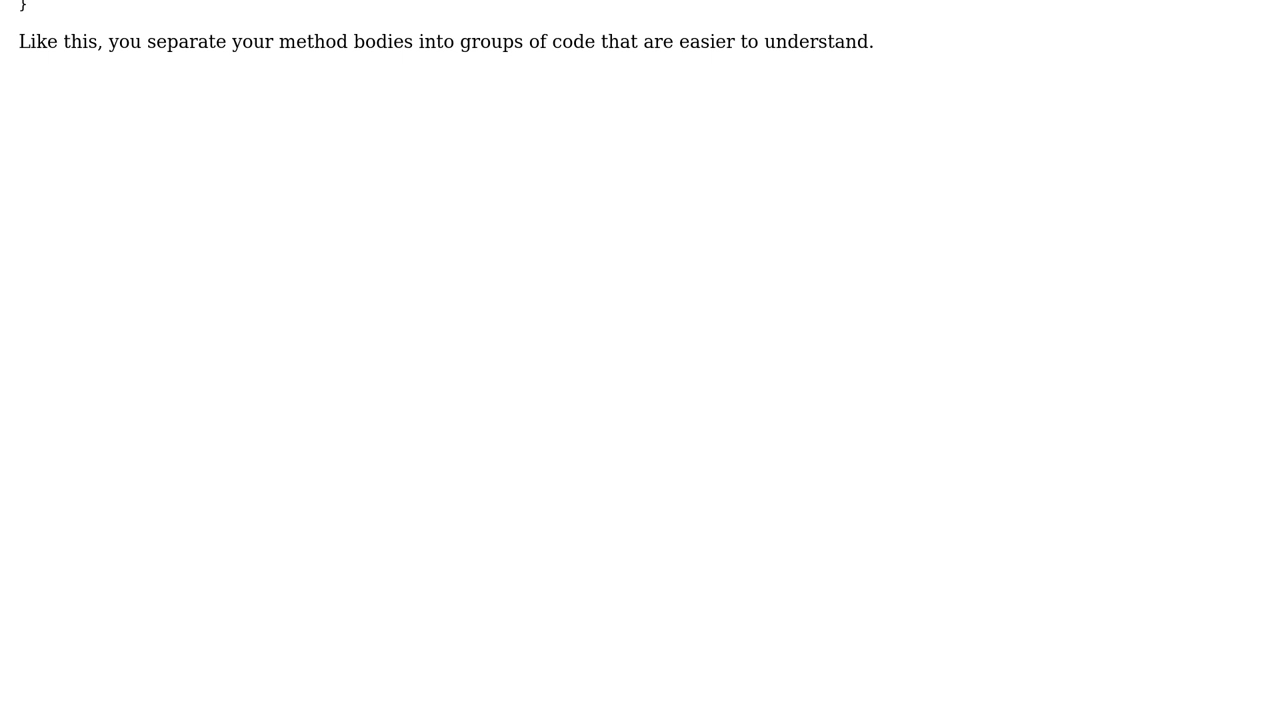 }
Like this, you separate your method bodies into groups of code that are easier to understand.